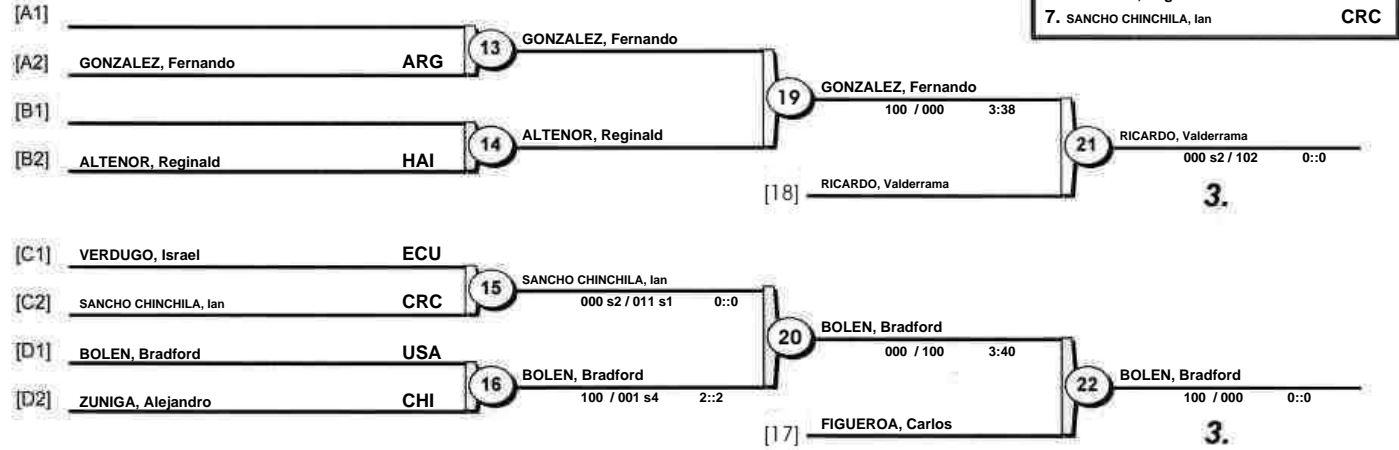 7. SANCHO CHINCHILA, Ian CRC
[A1]
13 GONZALEZ, Fernando
[A2] GONZALEZ, Fernando ARG
19 GONZALEZ, Fernando
100 / 000 3:38
[B1]
14 ALTENOR, Reginald
[B2] ALTENOR, Reginald HAI
21 RICARDO, Valderrama
000 s2 / 102 0::0
[18] RICARDO, Valderrama
3.
[C1] VERDUGO, Israel ECU
15 SANCHO CHINCHILA, Ian
000 s2 / 011 s1 0::0
[C2] SANCHO CHINCHILA, Ian CRC
20 BOLEN, Bradford
000 / 100 3:40
[D1] BOLEN, Bradford USA
16 BOLEN, Bradford
100 / 001 s4 2::2
[D2] ZUNIGA, Alejandro CHI
22 BOLEN, Bradford
100 / 000 0::0
[17] FIGUEROA, Carlos
3.